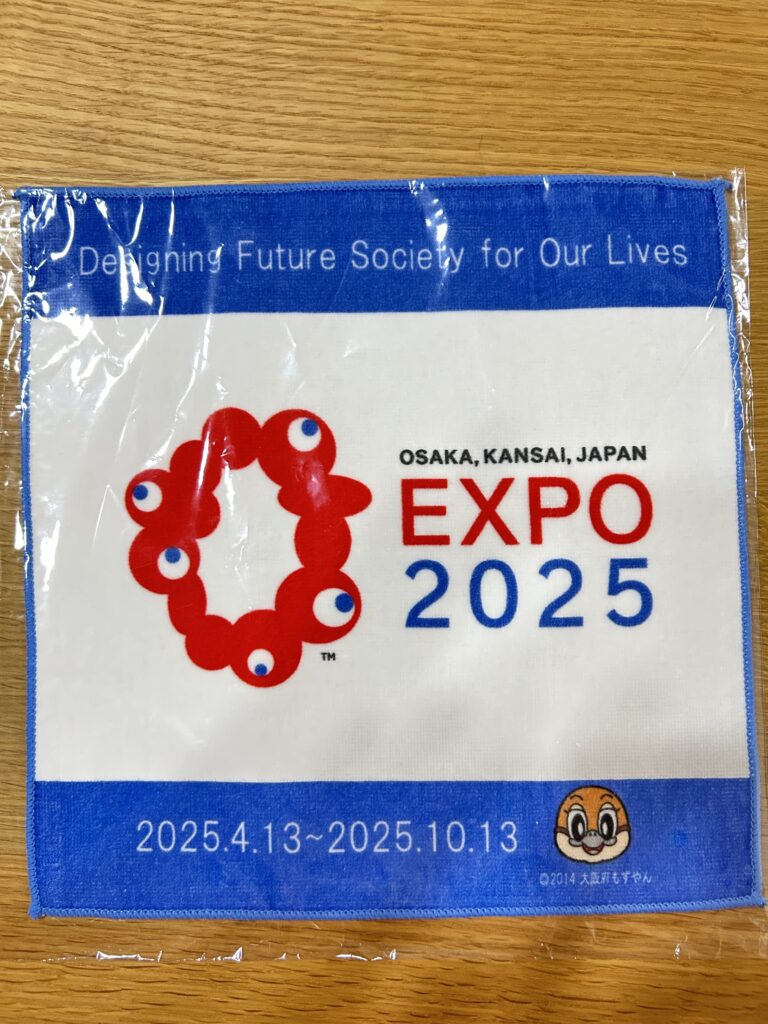 Designing Future Society for Our Lives
OSAKA, KANSAI, JAPAN
EXPO
2025
TM
2025.4.13~2025.10.13
©2014 大阪府もずやん